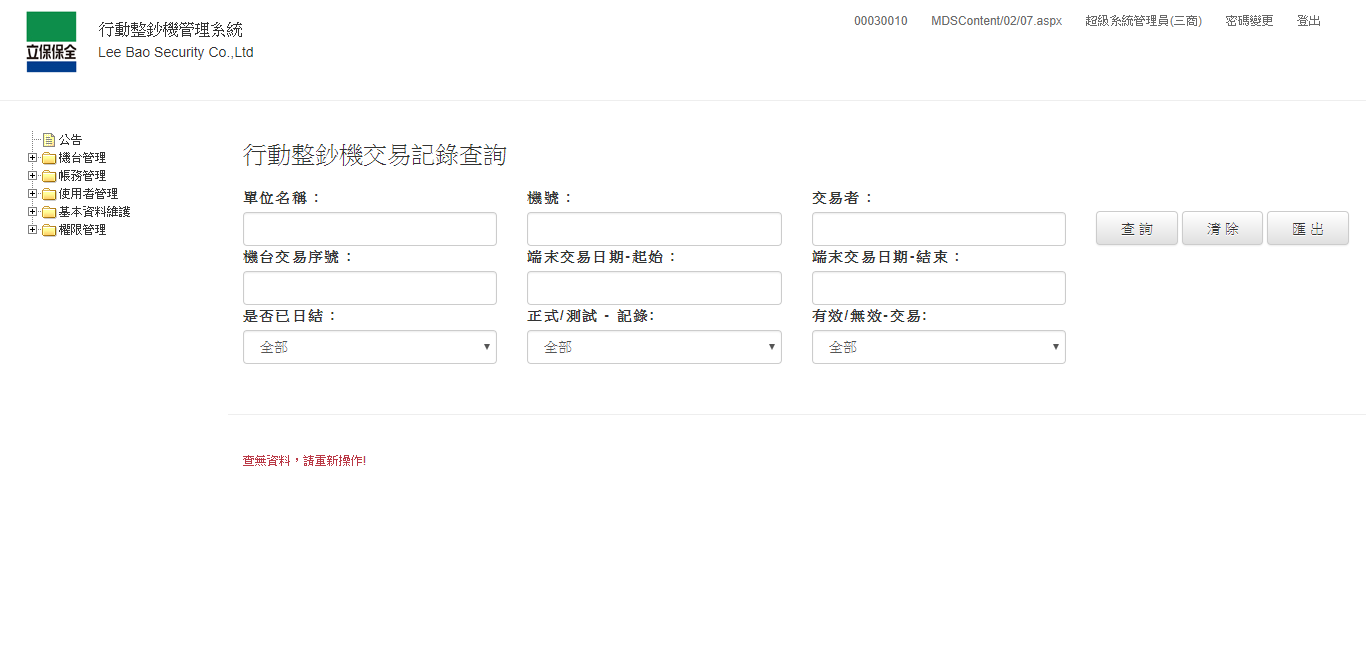 立保保全
行動整鈔機管理系統
Lee Bao Security Co.,Ltd
00030010 MDSContent/02/07.aspx 超級系統管理員(三商) 密碼變更 登出
公告
機台管理
帳務管理
使用者管理
基本資料維護
權限管理
行動整鈔機交易記錄查詢
單位名稱： 機號： 交易者：
查 詢 清 除 匯 出
機台交易序號： 端末交易日期-起始： 端末交易日期-結束：
是否已日結： 正式/測試 - 記錄: 有效/無效-交易:
全部 全部 全部
查無資料，請重新操作!